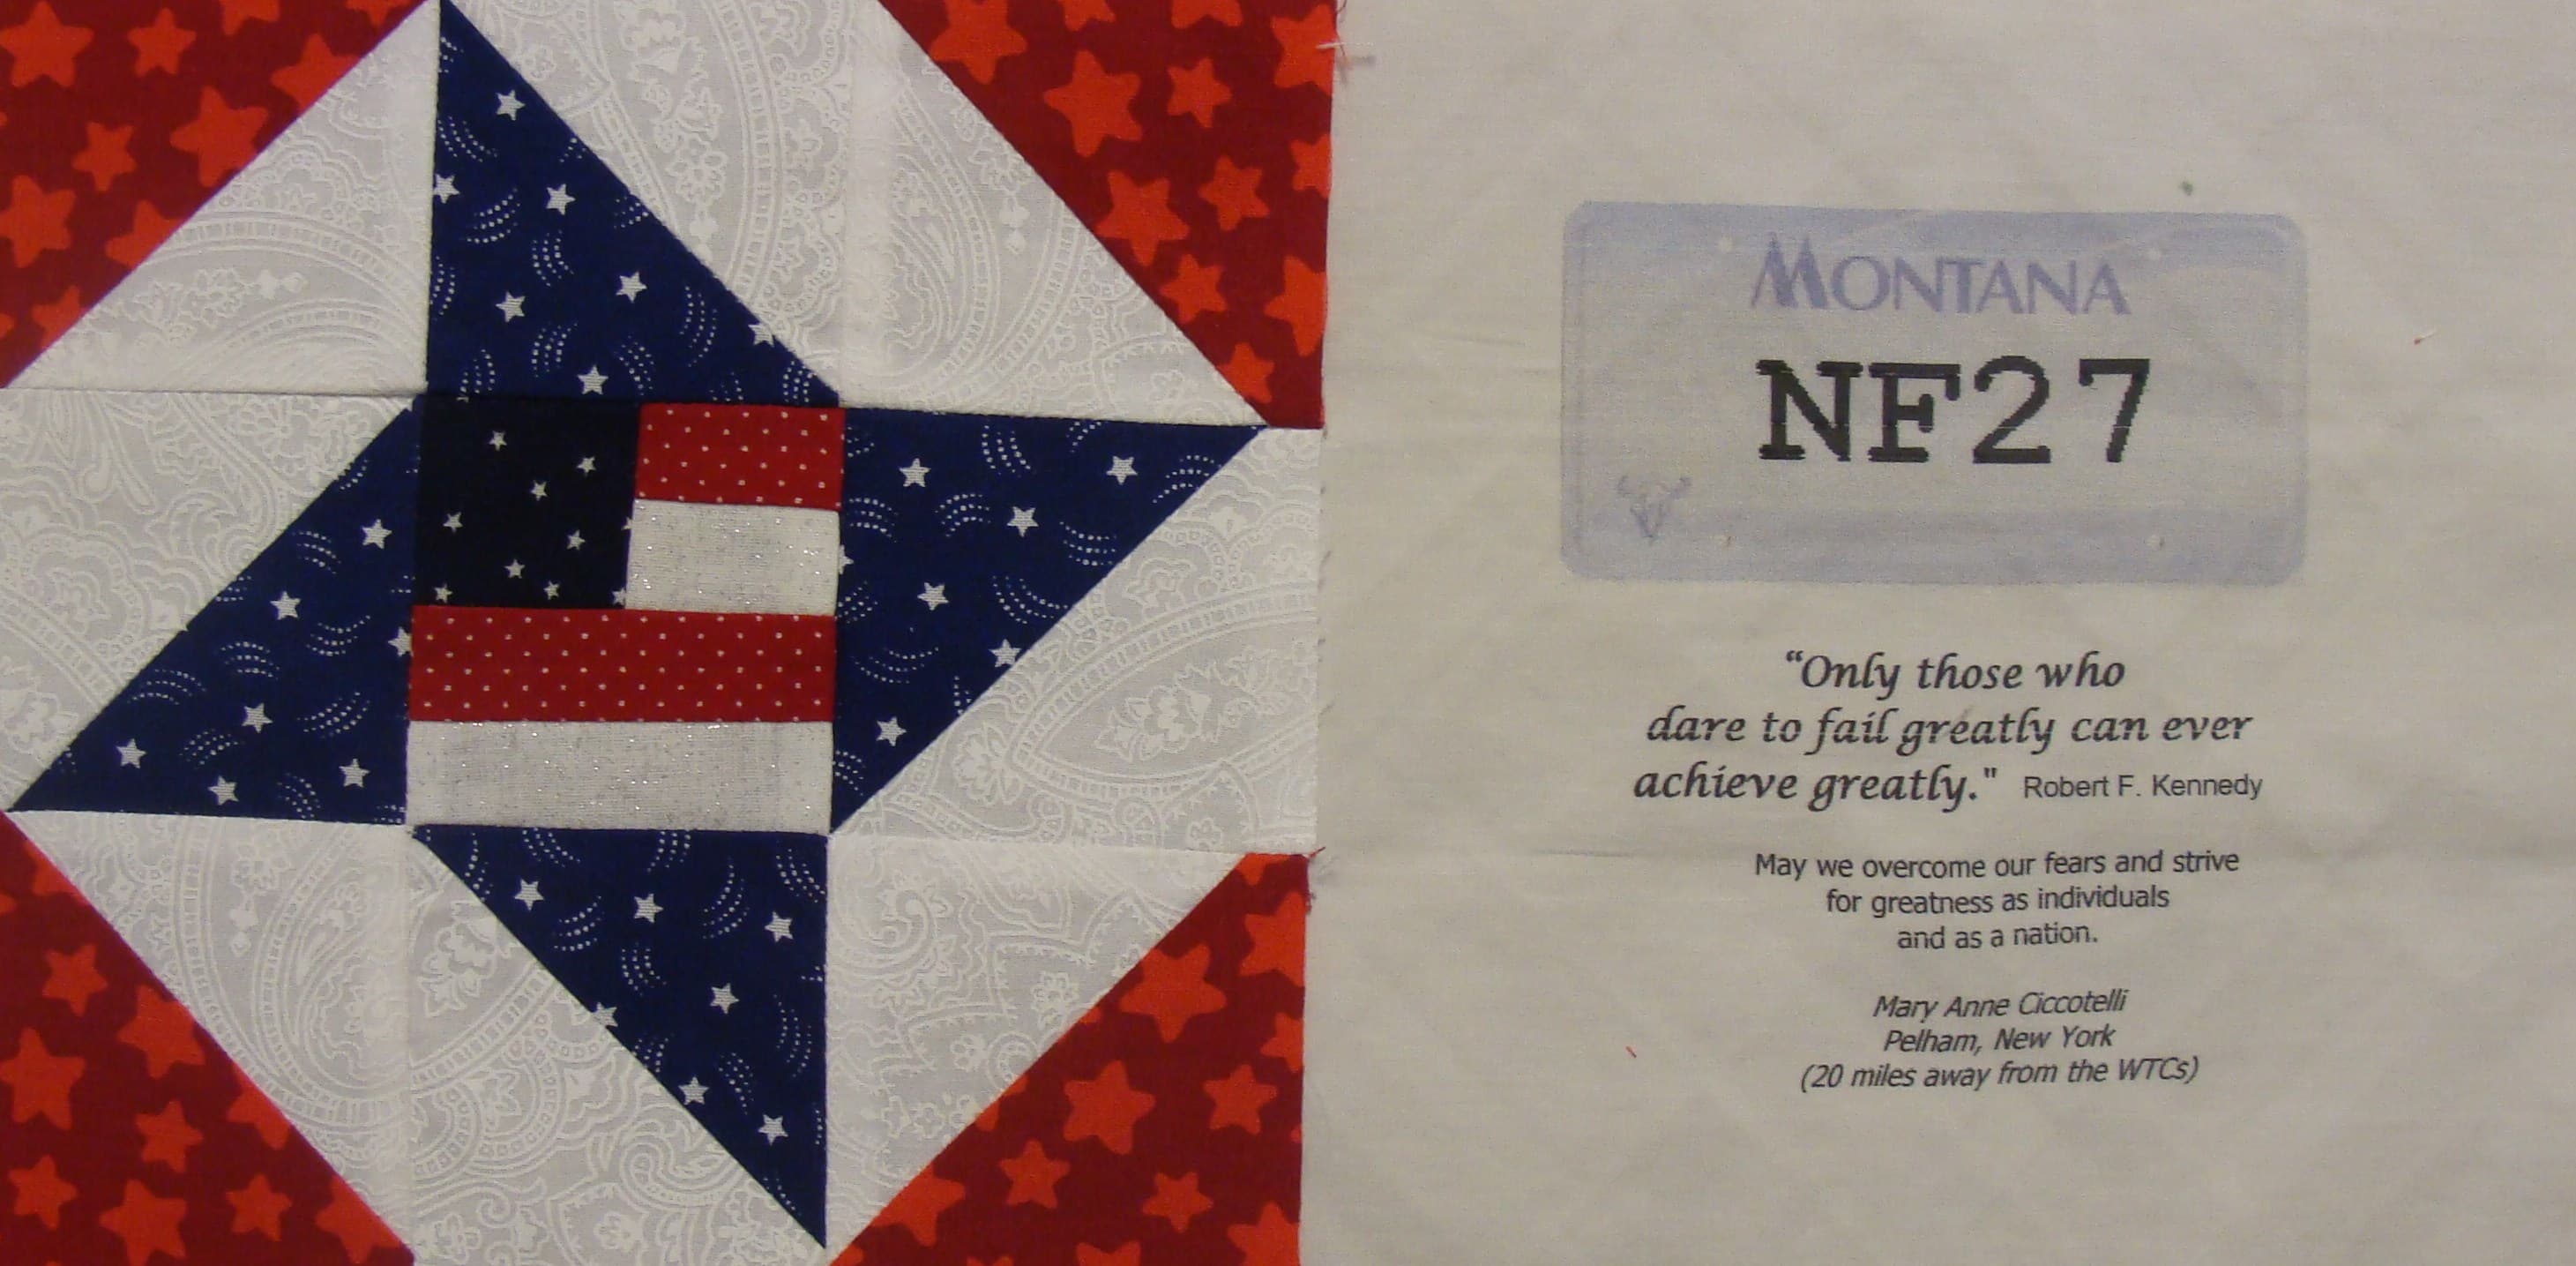 MONTANA
NF27
“Only those who
dare to fail greatly can ever
achieve greatly." Robert F. Kennedy
May we overcome our fears and strive
for greatness as individuals
and as a nation.
Mary Anne Ciccotelli
Pelham, New York
(20 miles away from the WTCs)